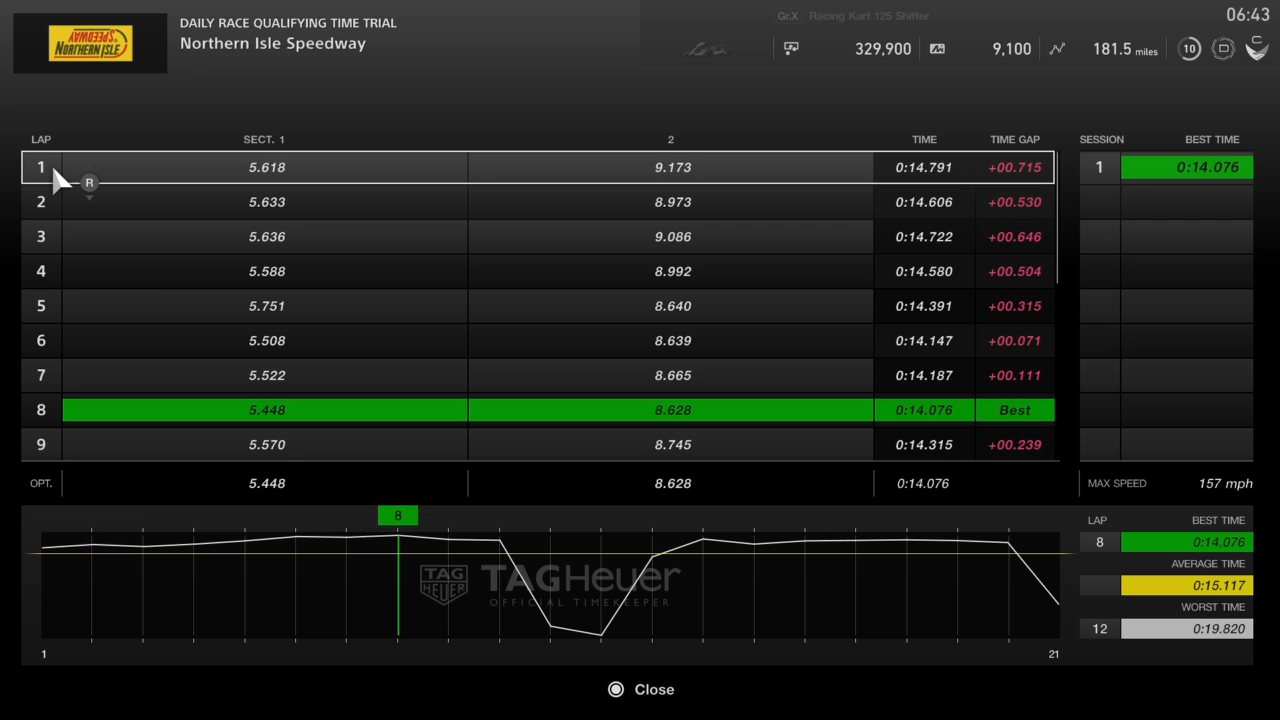 DAILY RACE QUALIFYING TIME TRIAL
Northern Isle Speedway
NORTHERN ISLE SPEEDWAY
Gr.X Racing Kart 125 Shifter
06:43
329,900 9,100 181.5 miles 10 C
LAP SECT. 1 2 TIME TIME GAP SESSION BEST TIME
1 5.618 9.173 0:14.791 +00.715 1 0:14.076
R
2 5.633 8.973 0:14.606 +00.530
3 5.636 9.086 0:14.722 +00.646
4 5.588 8.992 0:14.580 +00.504
5 5.751 8.640 0:14.391 +00.315
6 5.508 8.639 0:14.147 +00.071
7 5.522 8.665 0:14.187 +00.111
8 5.448 8.628 0:14.076 Best
9 5.570 8.745 0:14.315 +00.239
OPT. 5.448 8.628 0:14.076 MAX SPEED 157 mph
8
LAP BEST TIME
8 0:14.076
AVERAGE TIME
0:15.117
WORST TIME
12 0:19.820
TAG HEUER
TAGHeuer
OFFICIAL TIMEKEEPER
1 21
Close